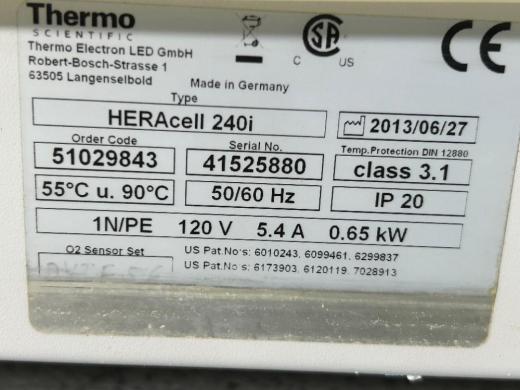 Thermo
SCIENTIFIC
Thermo Electron LED GmbH
Robert-Bosch-Strasse 1
63505 Langenselbold
SA
C US
CE
Made in Germany
Type
HERAcell 240i
2013/06/27
Order Code
Serial No.
Temp.Protection DIN 12880
51029843
41525880
class 3.1
55°C u. 90°C
50/60 Hz
IP 20
1N/PE 120 V 5.4 A 0.65 kW
O2 Sensor Set
US Pat.No's: 6010243, 6099461, 6299837
US Pat.No's: 6173903, 6120119, 7028913